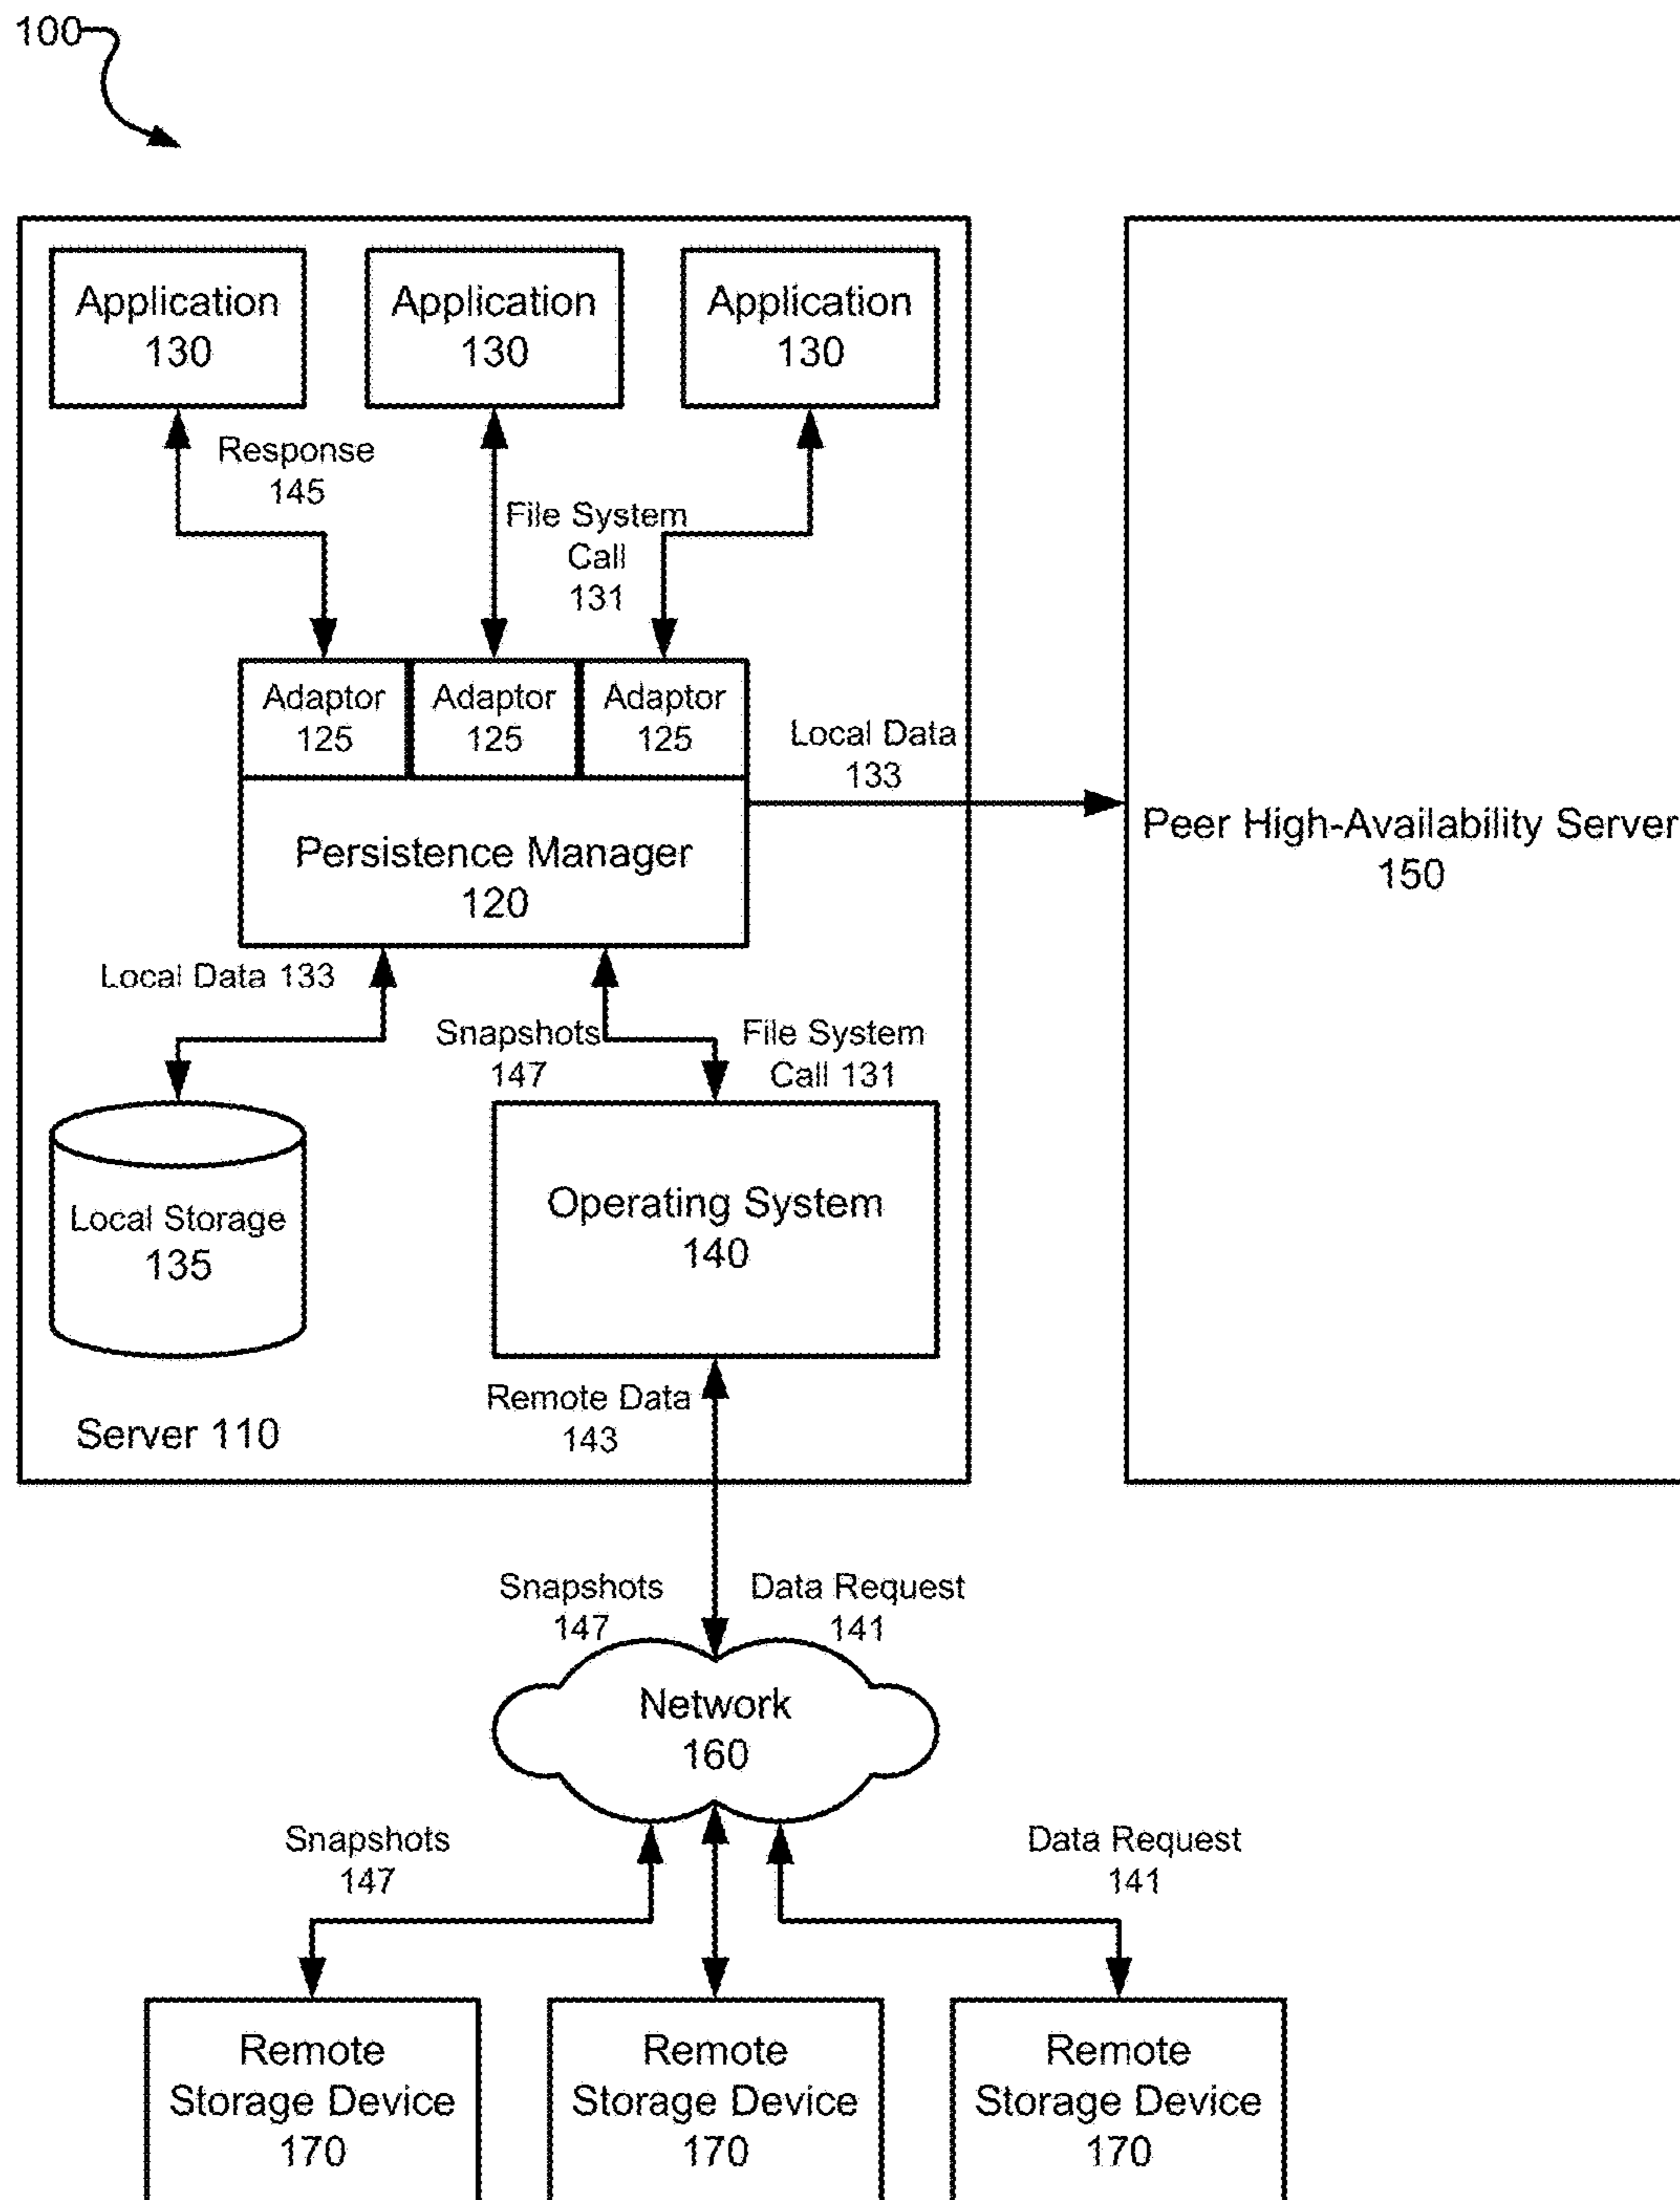 100
Application
130
Application
130
Application
130
Response
145
File System
Call
131
Adaptor
125
Adaptor
125
Adaptor
125
Local Data
133
Persistence Manager
120
Peer High-Availability Server
150
Local Data 133
Snapshots
147
File System
Call 131
Local Storage
135
Operating System
140
Remote Data
143
Server 110
Snapshots
147
Data Request
141
Network
160
Snapshots
147
Data Request
141
Remote
Storage Device
170
Remote
Storage Device
170
Remote
Storage Device
170